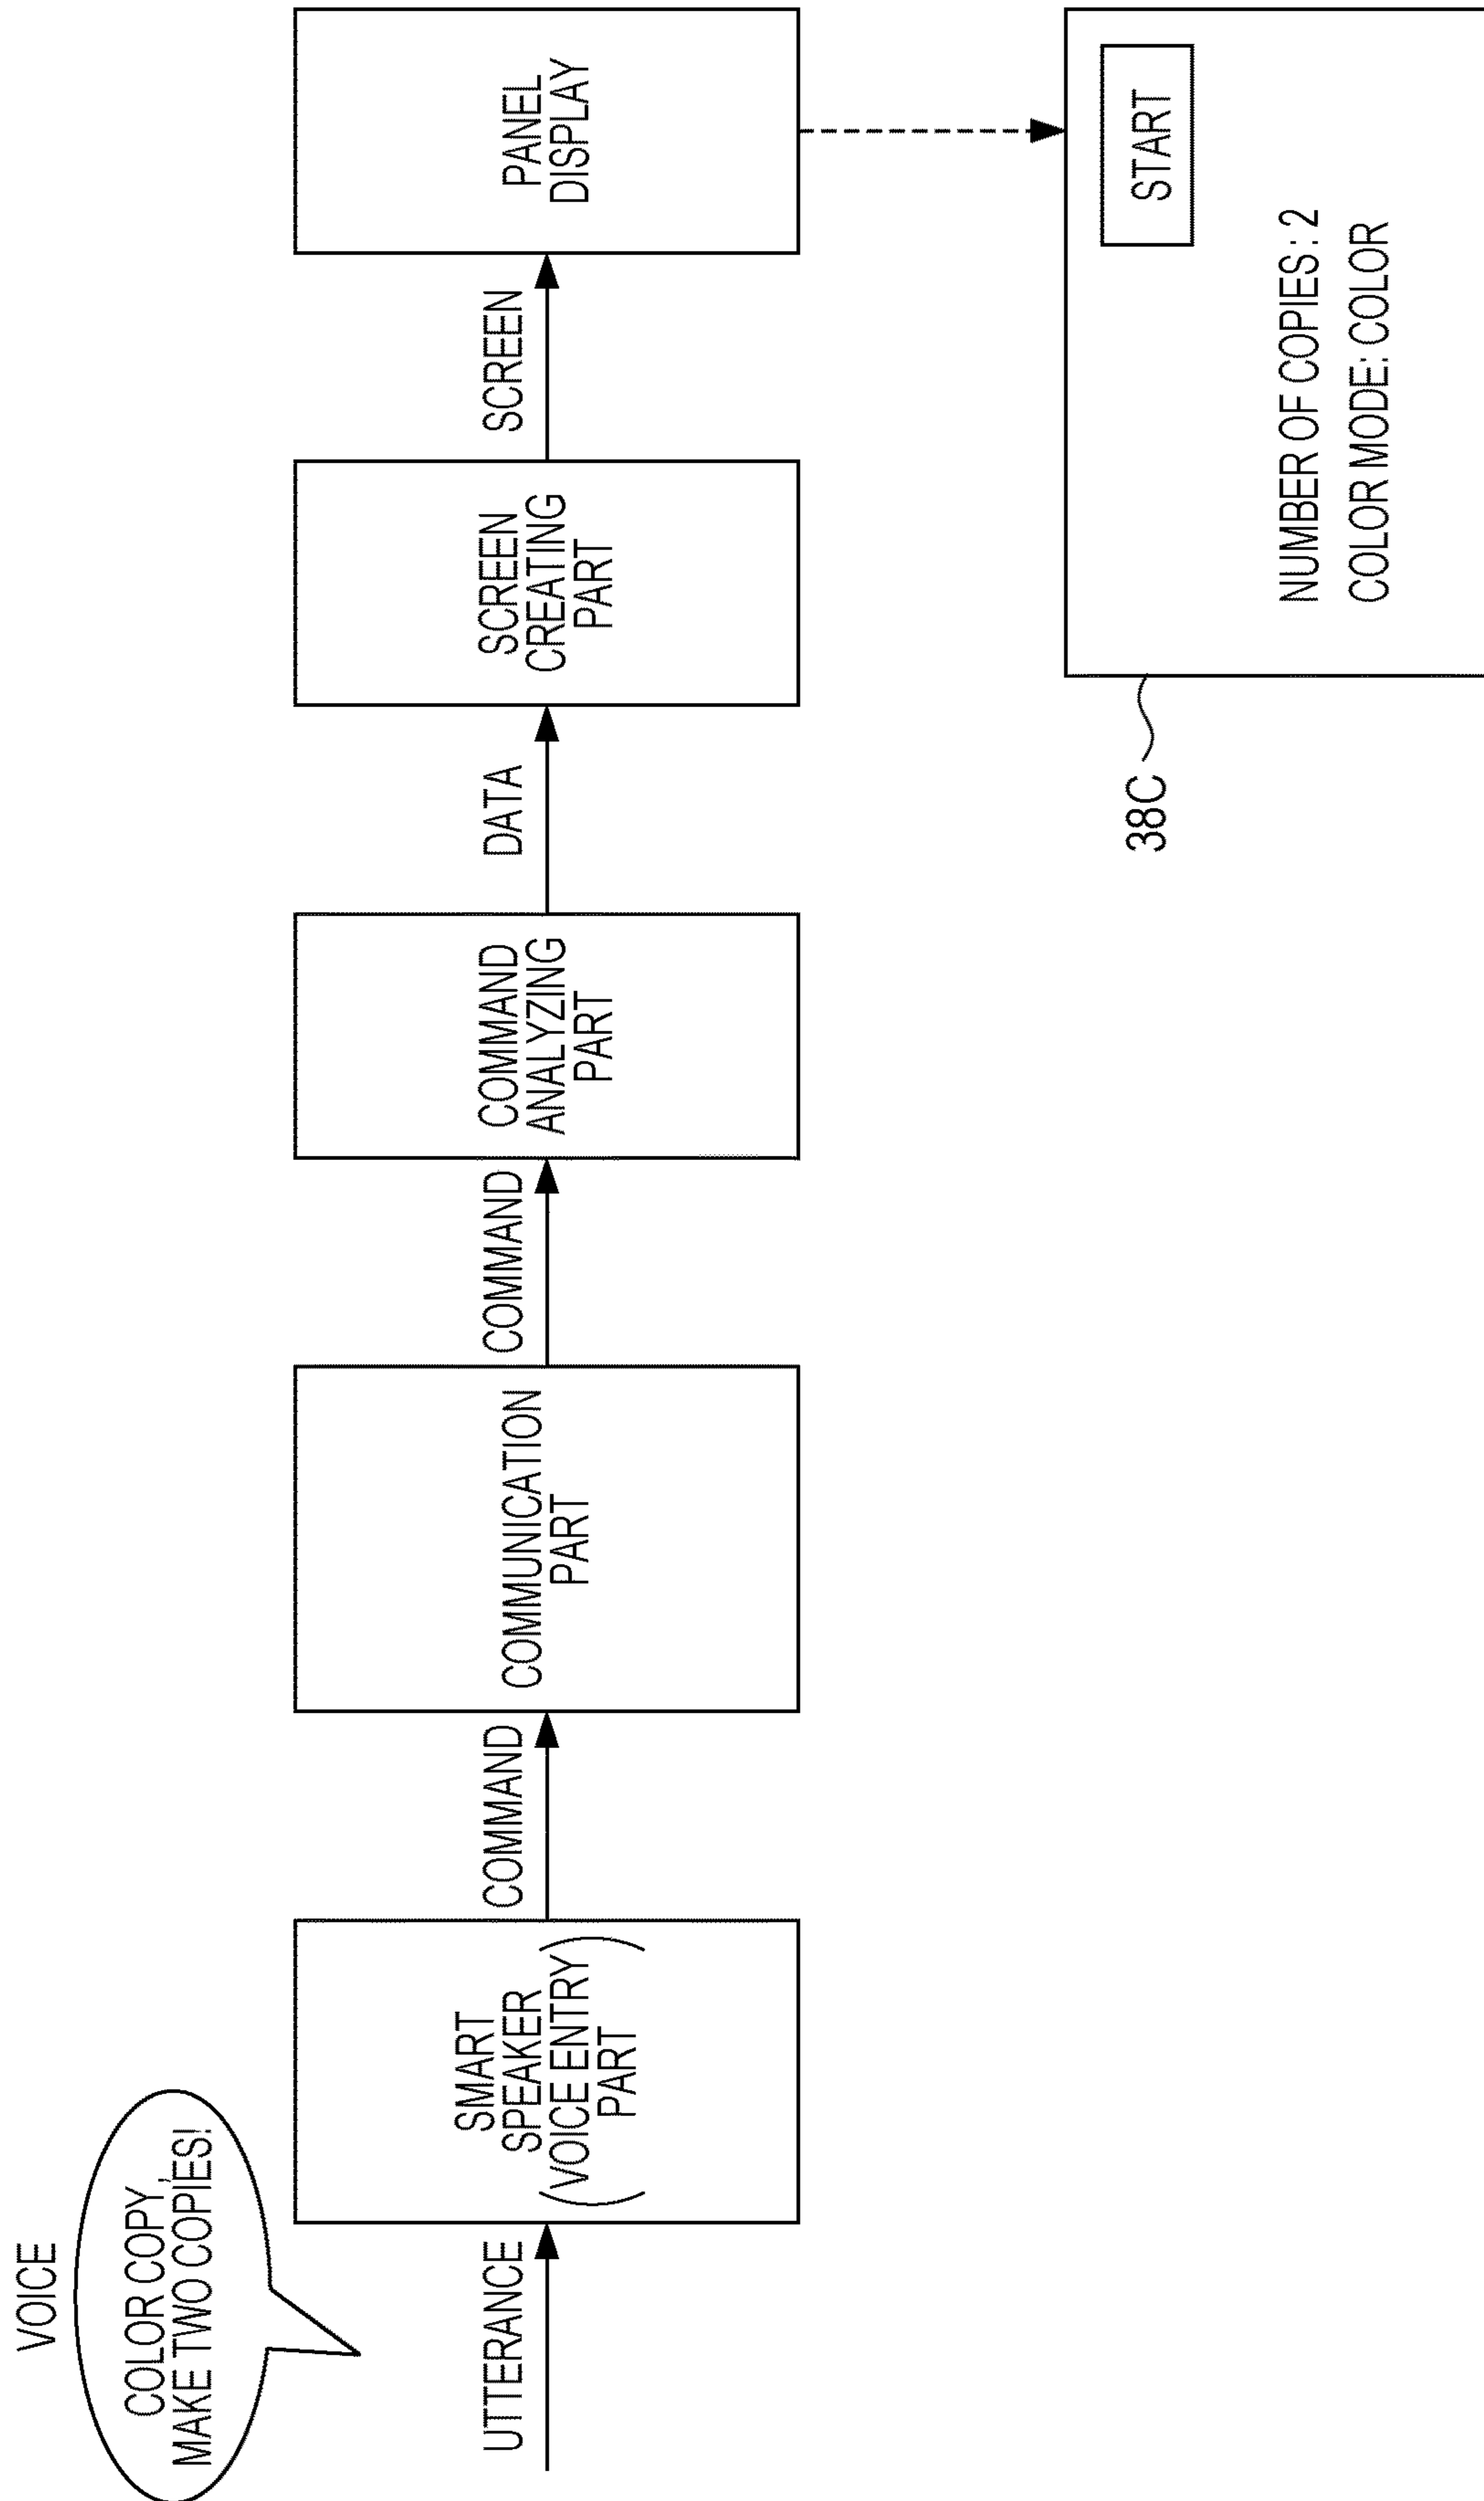 VOICE
COLOR COPY,
MAKE TWO COPIES!
UTTERANCE
SMART
SPEAKER
(VOICE ENTRY
PART)
COMMAND
COMMUNICATION
PART
COMMAND
COMMAND
ANALYZING
PART
DATA
SCREEN
CREATING
PART
SCREEN
PANEL
DISPLAY
38C
START
NUMBER OF COPIES: 2
COLOR MODE: COLOR